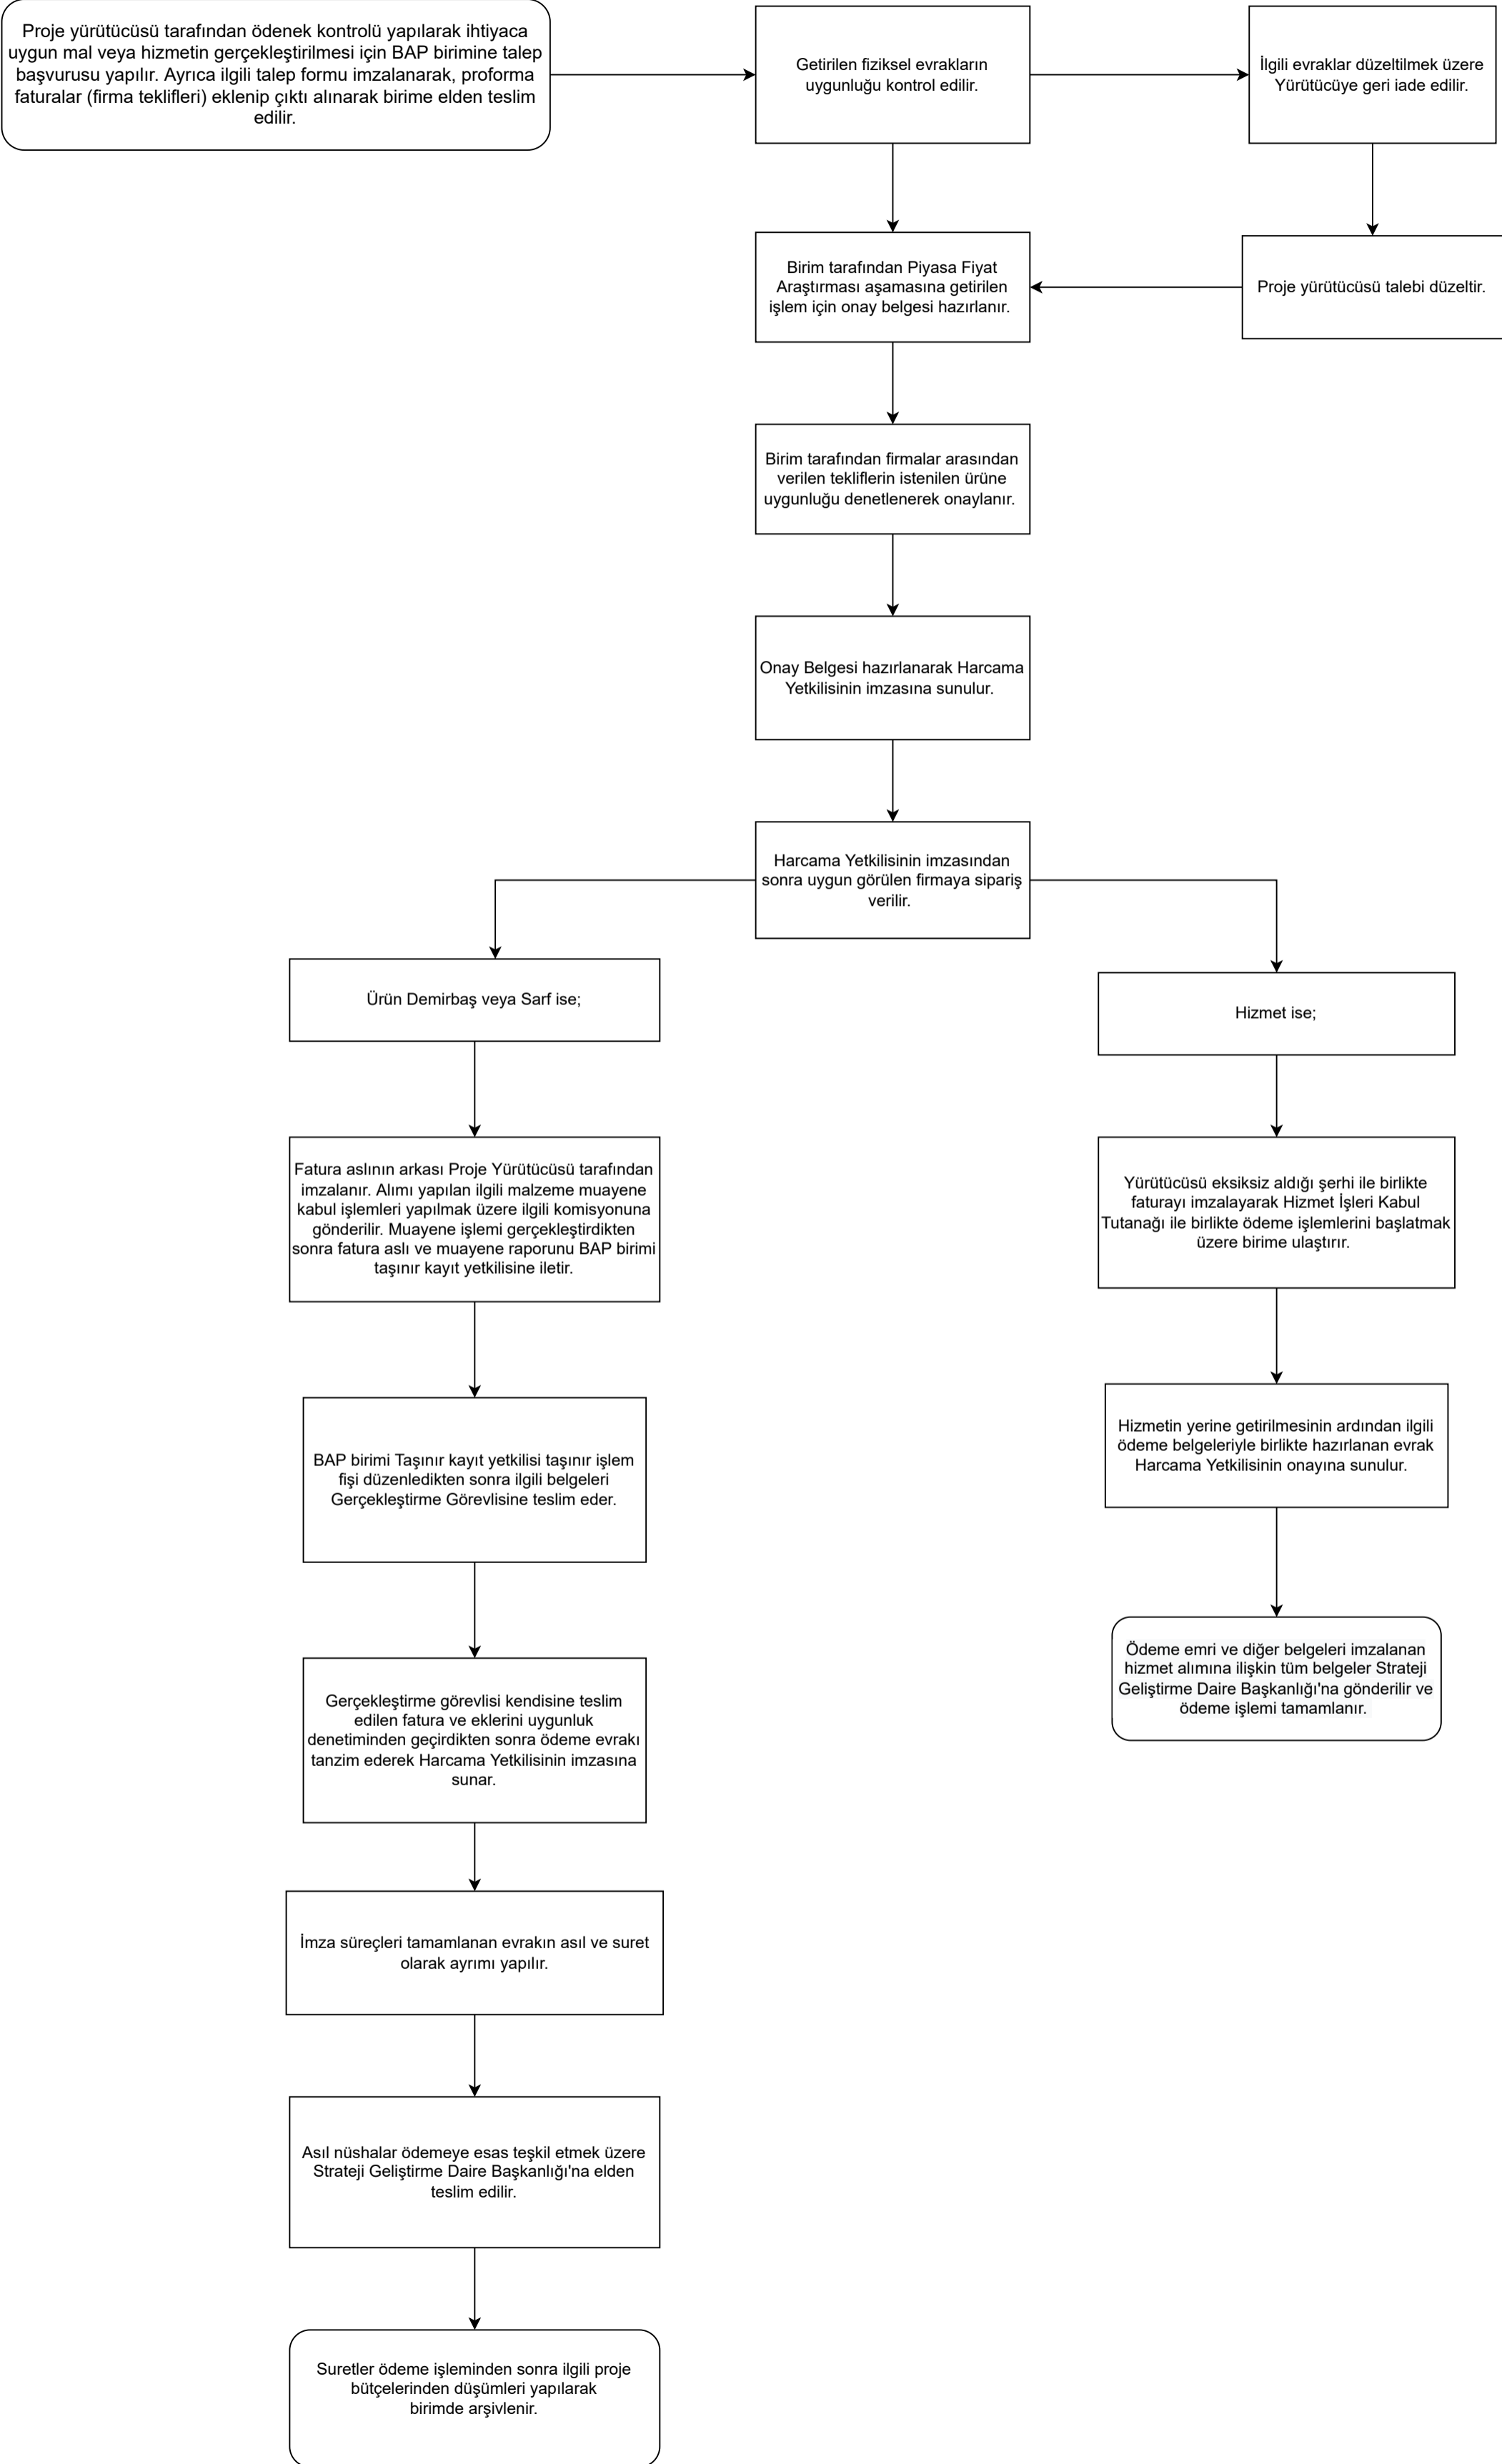 Proje yürütücüsü tarafından ödenek kontrolü yapılarak ihtiyaca
uygun mal veya hizmetin gerçekleştirilmesi için BAP birimine talep
başvurusu yapılır. Ayrıca ilgili talep formu imzalanarak, proforma
faturalar (firma teklifleri) eklenip çıktı alınarak birime elden teslim
edilir.
Getirilen fiziksel evrakların
uygunluğu kontrol edilir.
İlgili evraklar düzeltilmek üzere
Yürütücüye geri iade edilir.
Birim tarafından Piyasa Fiyat
Araştırması aşamasına getirilen
işlem için onay belgesi hazırlanır.
Proje yürütücüsü talebi düzeltir.
Birim tarafından firmalar arasından
verilen tekliflerin istenilen ürüne
uygunluğu denetlenerek onaylanır.
Onay Belgesi hazırlanarak Harcama
Yetkilisinin imzasına sunulur.
Harcama Yetkilisinin imzasından
sonra uygun görülen firmaya sipariş
verilir.
Ürün Demirbaş veya Sarf ise;
Hizmet ise;
Fatura aslının arkası Proje Yürütücüsü tarafından
imzalanır. Alımı yapılan ilgili malzeme muayene
kabul işlemleri yapılmak üzere ilgili komisyonuna
gönderilir. Muayene işlemi gerçekleştirdikten
sonra fatura aslı ve muayene raporunu BAP birimi
taşınır kayıt yetkilisine iletir.
Yürütücüsü eksiksiz aldığı şerhi ile birlikte
faturayı imzalayarak Hizmet İşleri Kabul
Tutanağı ile birlikte ödeme işlemlerini başlatmak
üzere birime ulaştırır.
BAP birimi Taşınır kayıt yetkilisi taşınır işlem
fişi düzenledikten sonra ilgili belgeleri
Gerçekleştirme Görevlisine teslim eder.
Hizmetin yerine getirilmesinin ardından ilgili
ödeme belgeleriyle birlikte hazırlanan evrak
Harcama Yetkilisinin onayına sunulur.
Gerçekleştirme görevlisi kendisine teslim
edilen fatura ve eklerini uygunluk
denetiminden geçirdikten sonra ödeme evrakı
tanzim ederek Harcama Yetkilisinin imzasına
sunar.
Ödeme emri ve diğer belgeleri imzalanan
hizmet alımına ilişkin tüm belgeler Strateji
Geliştirme Daire Başkanlığı'na gönderilir ve
ödeme işlemi tamamlanır.
İmza süreçleri tamamlanan evrakın asıl ve suret
olarak ayrımı yapılır.
Asıl nüshalar ödemeye esas teşkil etmek üzere
Strateji Geliştirme Daire Başkanlığı'na elden
teslim edilir.
Suretler ödeme işleminden sonra ilgili proje
bütçelerinden düşümleri yapılarak
birimde arşivlenir.